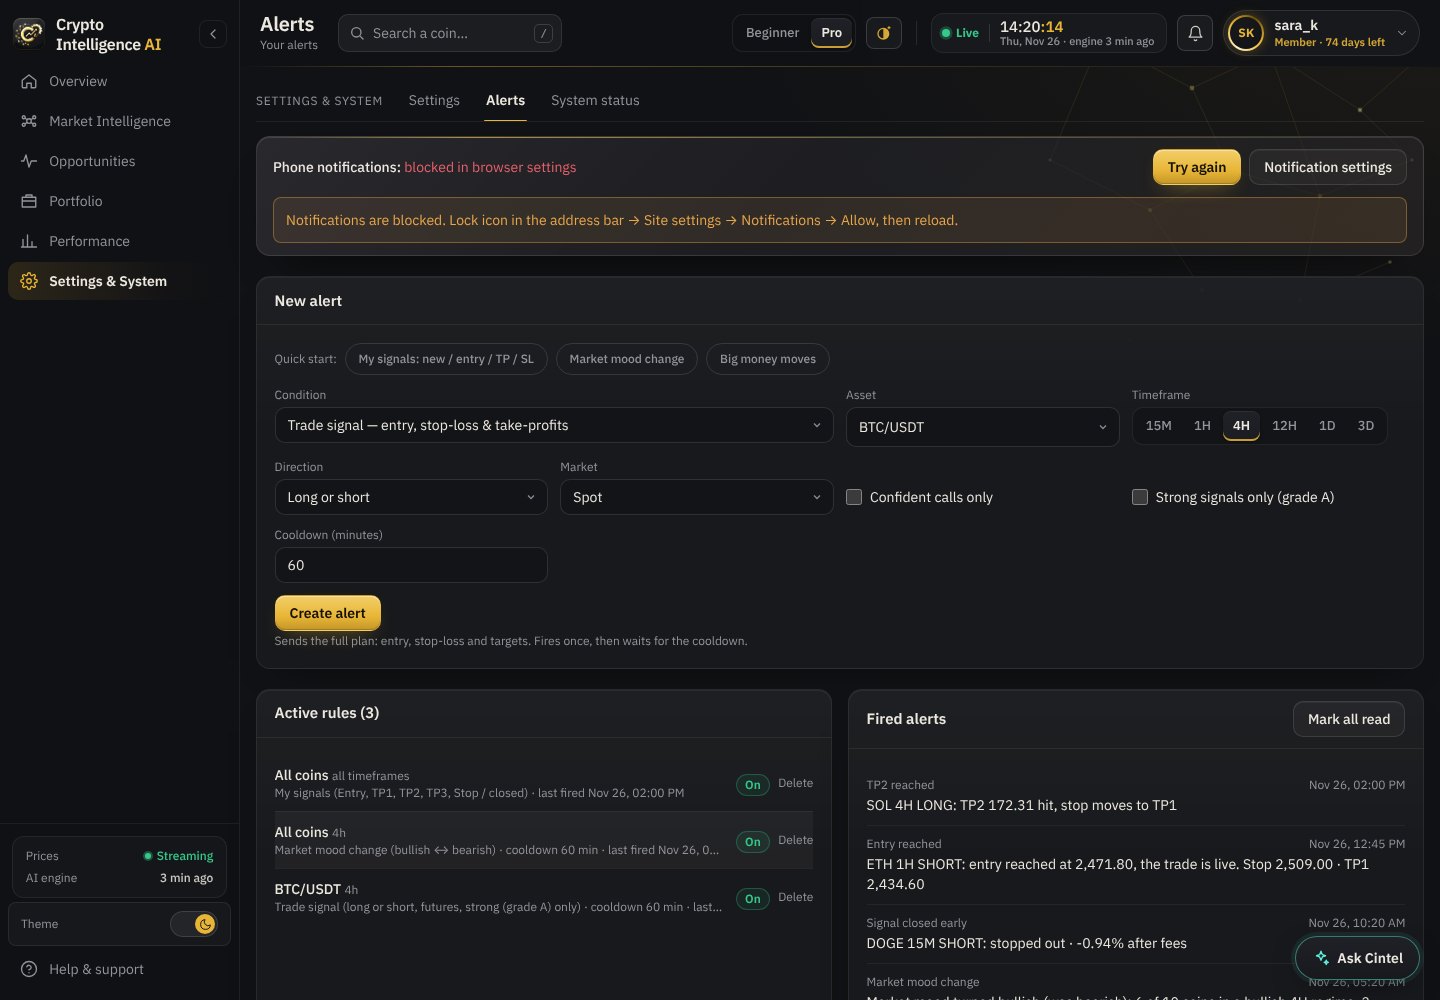 Crypto
Intelligence AI
Overview
Market Intelligence
Opportunities
Portfolio
Performance
Settings & System
Prices
Streaming
AI engine
3 min ago
Theme
Help & support
Alerts
Your alerts
Search a coin...
/
Beginner
Pro
Live
14:20:14
Thu, Nov 26 · engine 3 min ago
SK
sara_k
Member · 74 days left
SETTINGS & SYSTEM
Settings
Alerts
System status
Phone notifications: blocked in browser settings
Try again
Notification settings
Notifications are blocked. Lock icon in the address bar → Site settings → Notifications → Allow, then reload.
New alert
Quick start:
My signals: new / entry / TP / SL
Market mood change
Big money moves
Condition
Asset
Timeframe
Trade signal — entry, stop-loss & take-profits
BTC/USDT
15M
1H
4H
12H
1D
3D
Direction
Market
Long or short
Spot
Confident calls only
Strong signals only (grade A)
Cooldown (minutes)
60
Create alert
Sends the full plan: entry, stop-loss and targets. Fires once, then waits for the cooldown.
Active rules (3)
All coins all timeframes
My signals (Entry, TP1, TP2, TP3, Stop / closed) · last fired Nov 26, 02:00 PM
On
Delete
All coins 4h
Market mood change (bullish ↔ bearish) · cooldown 60 min · last fired Nov 26, 0...
On
Delete
BTC/USDT 4h
Trade signal (long or short, futures, strong (grade A) only) · cooldown 60 min · last...
On
Delete
Fired alerts
Mark all read
TP2 reached
Nov 26, 02:00 PM
SOL 4H LONG: TP2 172.31 hit, stop moves to TP1
Entry reached
Nov 26, 12:45 PM
ETH 1H SHORT: entry reached at 2,471.80, the trade is live. Stop 2,509.00 · TP1
2,434.60
Signal closed early
Nov 26, 10:20 AM
DOGE 15M SHORT: stopped out · -0.94% after fees
Ask Cintel
Market mood change
Nov 26, 05:20 AM